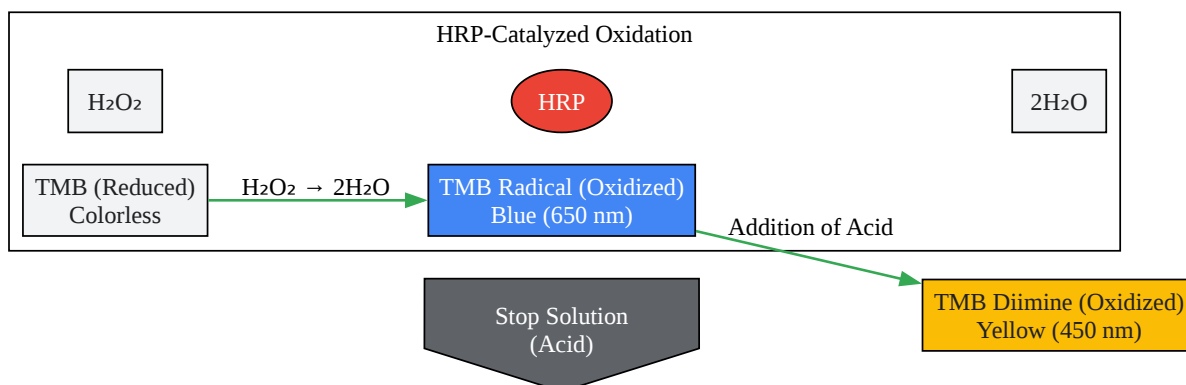 HRP-Catalyzed Oxidation
H₂O₂
HRP
2H₂O
TMB (Reduced)
Colorless
H₂O₂ → 2H₂O
TMB Radical (Oxidized)
Blue (650 nm)
Addition of Acid
TMB Diimine (Oxidized)
Yellow (450 nm)
Stop Solution
(Acid)